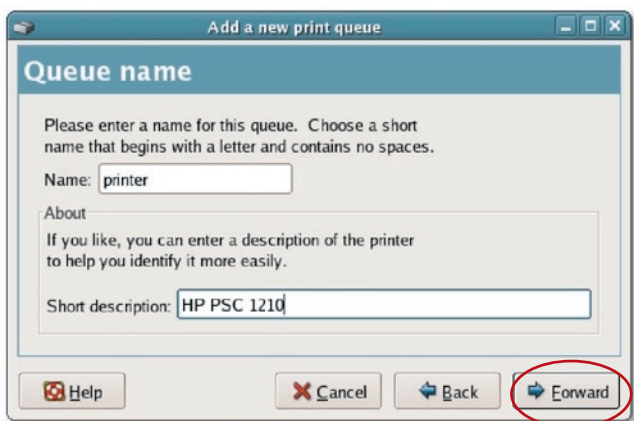 Add a new print queue
Queue name
Please enter a name for this queue.  Choose a short
name that begins with a letter and contains no spaces.
Name: printer
About
If you like, you can enter a description of the printer
to help you identify it more easily.
Short description: HP PSC 1210
Help
Cancel
Back
Forward